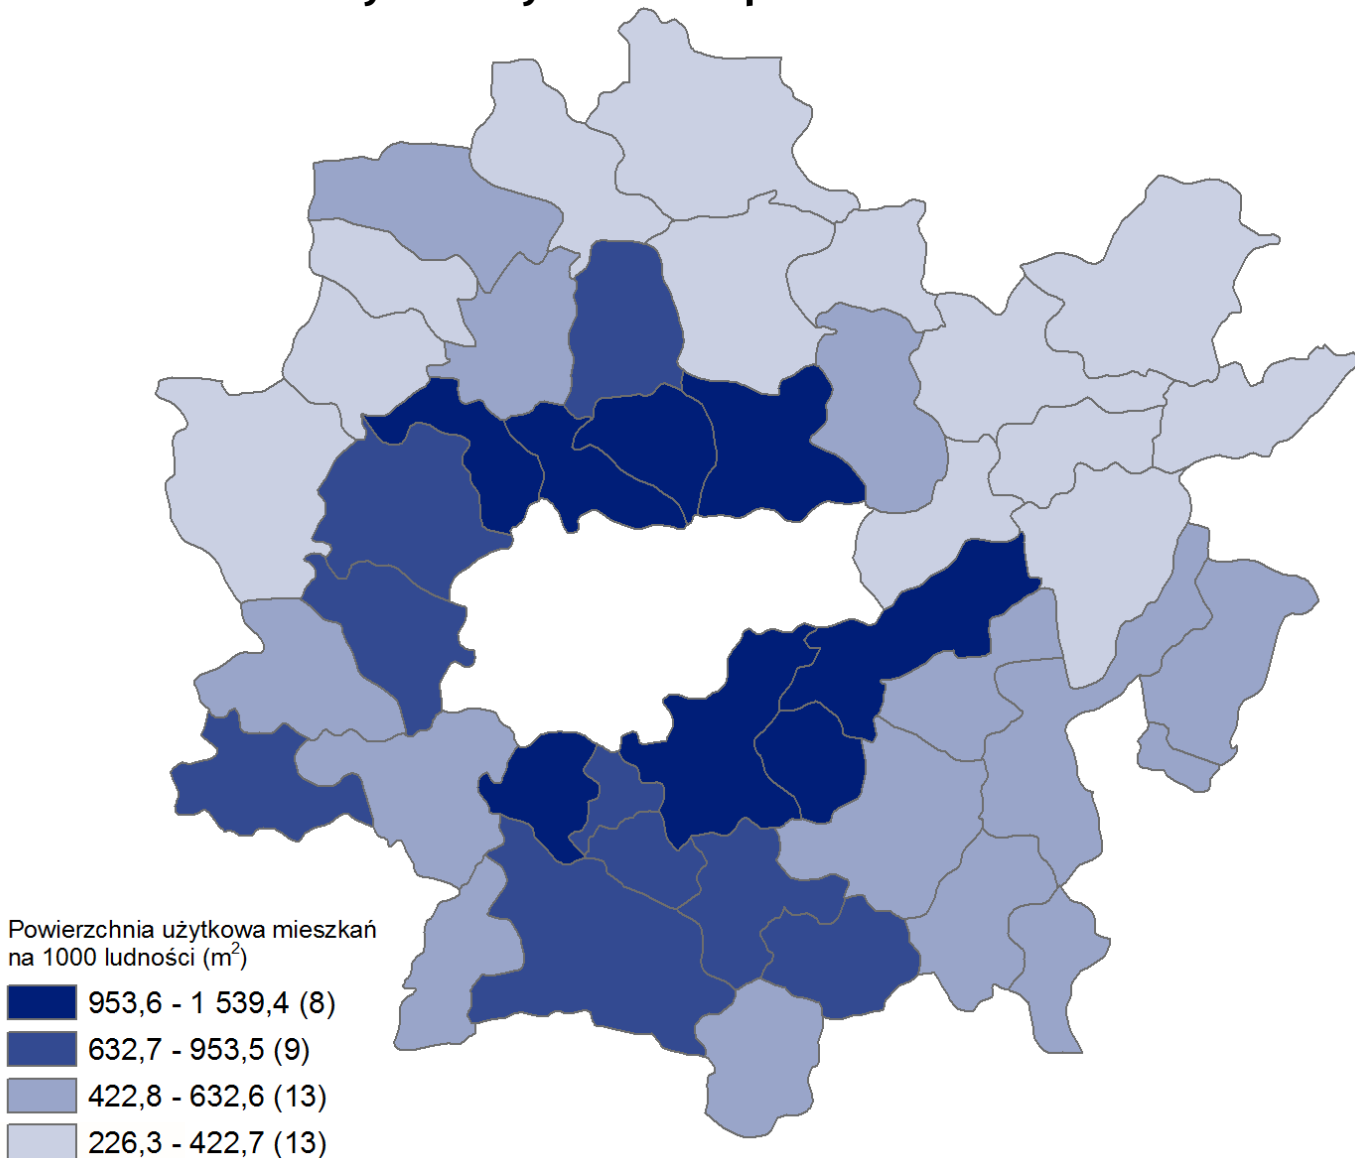 Powierzchnia użytkowa mieszkań
na 1000 ludności (m²)
953,6 - 1 539,4 (8)
632,7 - 953,5 (9)
422,8 - 632,6 (13)
226,3 - 422,7 (13)